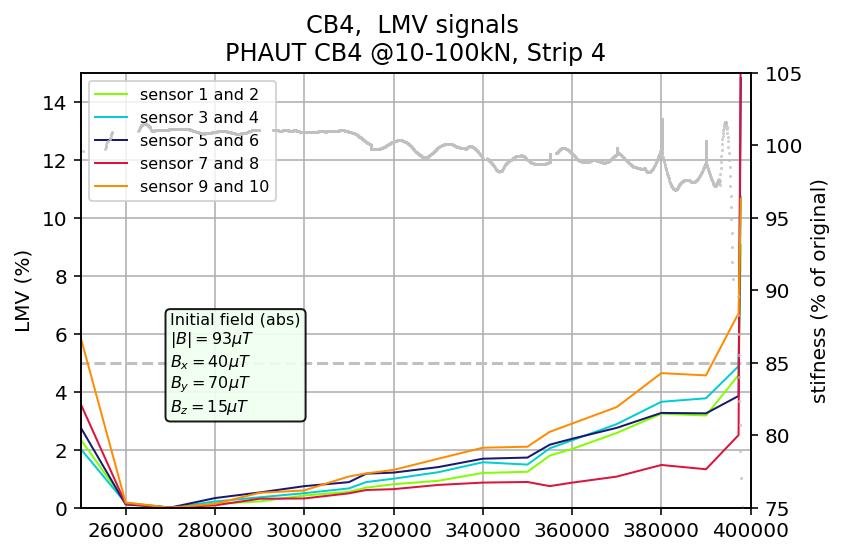 CB4,  LMV signals
PHAUT CB4 @10-100kN, Strip 4
LMV (%)
14
12
10
8
6
4
2
0
sensor 1 and 2
sensor 3 and 4
sensor 5 and 6
sensor 7 and 8
sensor 9 and 10
Initial field (abs)
|B| = 93μT
B_x = 40μT
B_y = 70μT
B_z = 15μT
105
100
95
90
85
80
75
stifness (% of original)
260000 280000 300000 320000 340000 360000 380000 400000